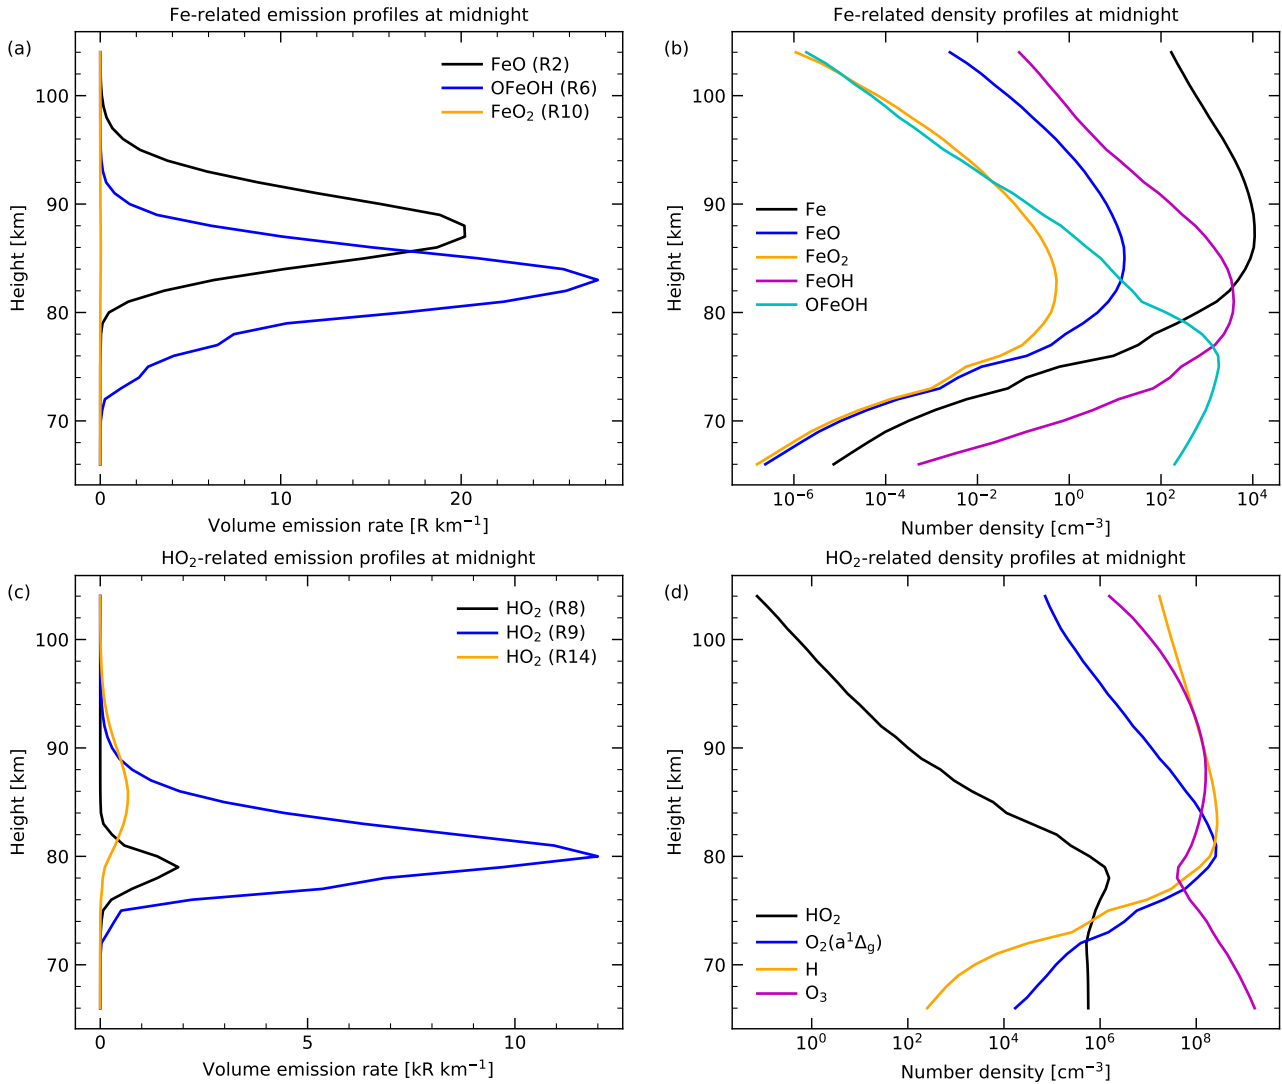 Fe-related emission profiles at midnight
(a)
FeO (R2)
OFeOH (R6)
FeO₂ (R10)
100
90
80
70
Height [km]
0
10
20
Volume emission rate [R km⁻¹]
Fe-related density profiles at midnight
(b)
Fe
FeO
FeO₂
FeOH
OFeOH
100
90
80
70
Height [km]
10⁻⁶
10⁻⁴
10⁻²
10⁰
10²
10⁴
Number density [cm⁻³]
HO₂-related emission profiles at midnight
(c)
HO₂ (R8)
HO₂ (R9)
HO₂ (R14)
100
90
80
70
Height [km]
0
5
10
Volume emission rate [kR km⁻¹]
HO₂-related density profiles at midnight
(d)
HO₂
O₂(a¹Δg)
H
O₃
100
90
80
70
Height [km]
10⁰
10²
10⁴
10⁶
10⁸
Number density [cm⁻³]